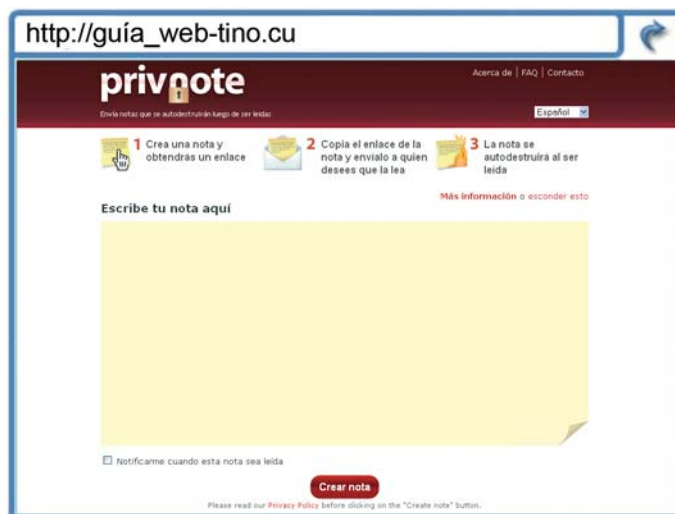 http://guía_web-tino.cu
privnote
Acerca de | FAQ | Contacto
Envía notas que se autodestruirán luego de ser leídas
Español
1 Crea una nota y
obtendrás un enlace
2 Copia el enlace de la
nota y envíalo a quien
desees que la lea
3 La nota se
autodestruirá al ser
leída
Más información o esconder esto
Escribe tu nota aquí
Notificarme cuando esta nota sea leída
Crear nota
Please read our Privacy Policy before clicking on the "Create note" button.